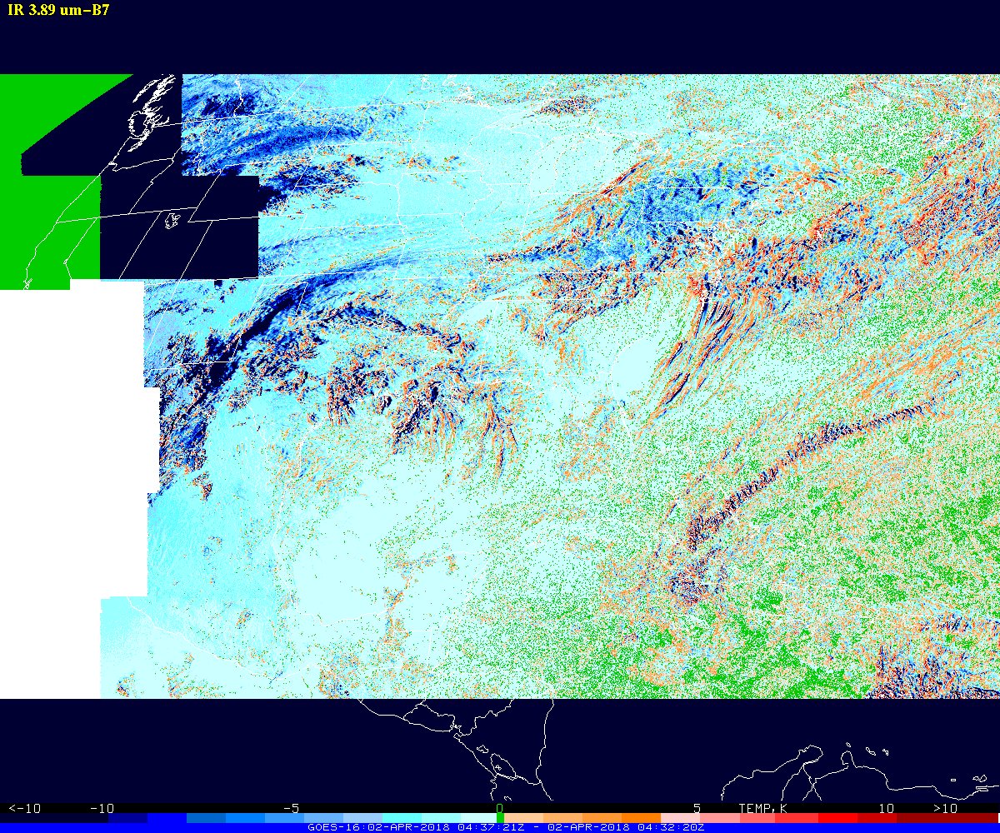 IR 3.89 um-B7
<-10 -10 -5 0 5 TEMP,K 10 >10
GOES-16:02-APR-2018 04:37:21Z - 02-APR-2018 04:32:20Z